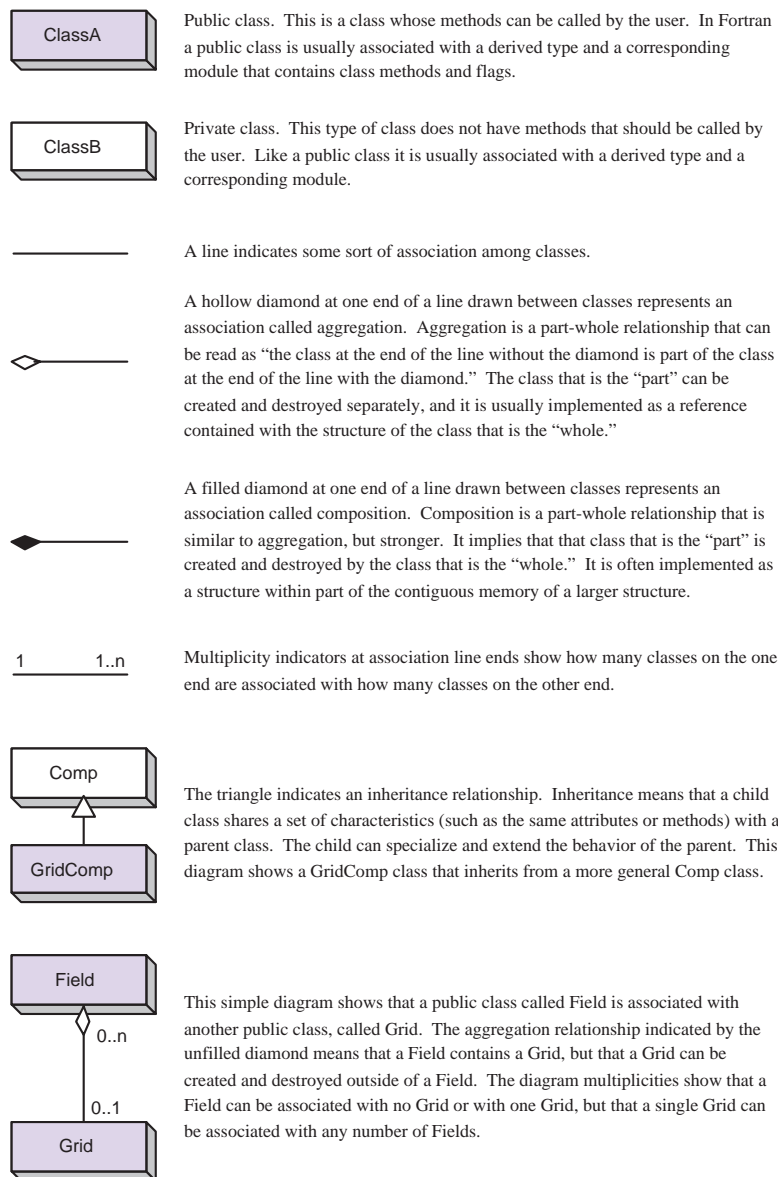 ClassA
Public class. This is a class whose methods can be called by the user. In Fortran
a public class is usually associated with a derived type and a corresponding
module that contains class methods and flags.
ClassB
Private class. This type of class does not have methods that should be called by
the user. Like a public class it is usually associated with a derived type and a
corresponding module.
A line indicates some sort of association among classes.
A hollow diamond at one end of a line drawn between classes represents an
association called aggregation. Aggregation is a part-whole relationship that can
be read as “the class at the end of the line without the diamond is part of the class
at the end of the line with the diamond.” The class that is the “part” can be
created and destroyed separately, and it is usually implemented as a reference
contained with the structure of the class that is the “whole.”
A filled diamond at one end of a line drawn between classes represents an
association called composition. Composition is a part-whole relationship that is
similar to aggregation, but stronger. It implies that that class that is the “part” is
created and destroyed by the class that is the “whole.” It is often implemented as
a structure within part of the contiguous memory of a larger structure.
1 1..n
Multiplicity indicators at association line ends show how many classes on the one
end are associated with how many classes on the other end.
Comp
GridComp
The triangle indicates an inheritance relationship. Inheritance means that a child
class shares a set of characteristics (such as the same attributes or methods) with a
parent class. The child can specialize and extend the behavior of the parent. This
diagram shows a GridComp class that inherits from a more general Comp class.
Field
0..n
0..1
Grid
This simple diagram shows that a public class called Field is associated with
another public class, called Grid. The aggregation relationship indicated by the
unfilled diamond means that a Field contains a Grid, but that a Grid can be
created and destroyed outside of a Field. The diagram multiplicities show that a
Field can be associated with no Grid or with one Grid, but that a single Grid can
be associated with any number of Fields.